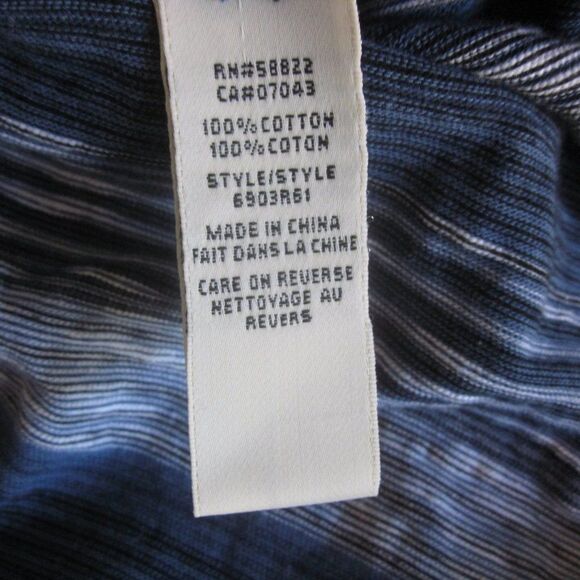 RN#58822
CA#07043
100%COTTON
100%COTON
STYLE/STYLE
6903R61
MADE IN CHINA
FAIT DANS LA CHINE
CARE ON REVERSE
NETTOYAGE AU
REVERS